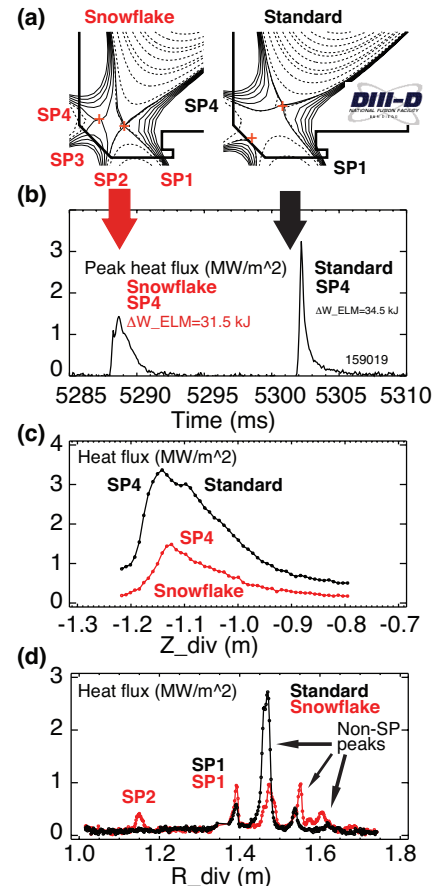 (a)
Snowflake
Standard
SP4
SP3
SP2
SP1
SP4
SP1
DIII-D
NATIONAL FUSION FACILITY
SAN DIEGO
(b)
Peak heat flux (MW/m^2)
Snowflake
SP4
ΔW_ELM=31.5 kJ
Standard
SP4
ΔW_ELM=34.5 kJ
159019
3
2
1
0
5285
5290
5295
5300
5305
5310
Time (ms)
(c)
Heat flux (MW/m^2)
SP4
Standard
SP4
Snowflake
4
3
2
1
0
-1.3
-1.2
-1.1
-1.0
-0.9
-0.8
-0.7
Z_div (m)
(d)
Heat flux (MW/m^2)
Standard
Snowflake
Non-SP
peaks
SP1
SP1
SP2
3
2
1
0
1.0
1.2
1.4
1.6
1.8
R_div (m)